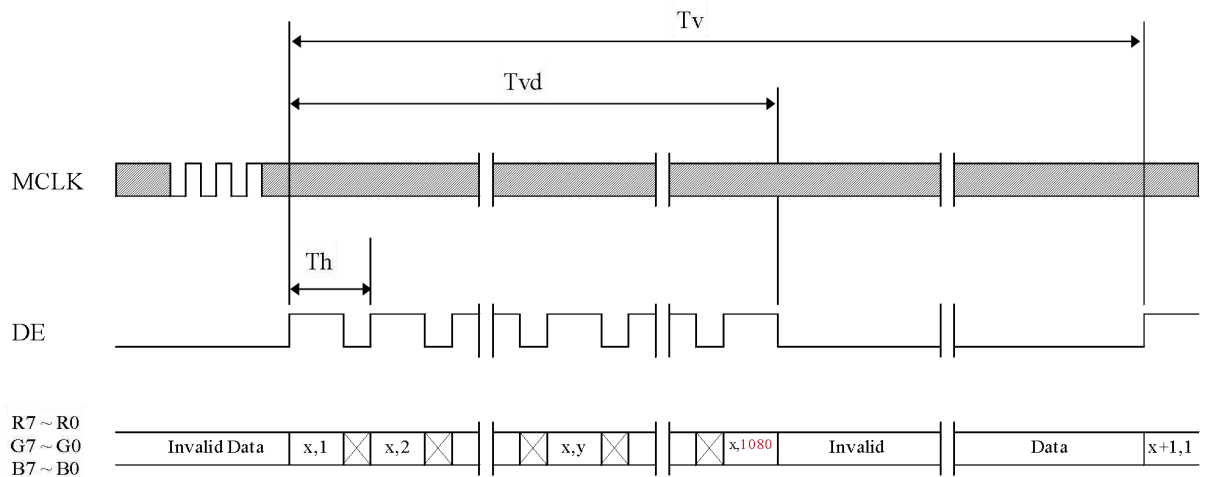 Tv
Tvd
MCLK
Th
DE
R7 ~ R0
G7 ~ G0 Invalid Data x,1 x,2 x,y x,1080 Invalid Data x+1,1
B7 ~ B0